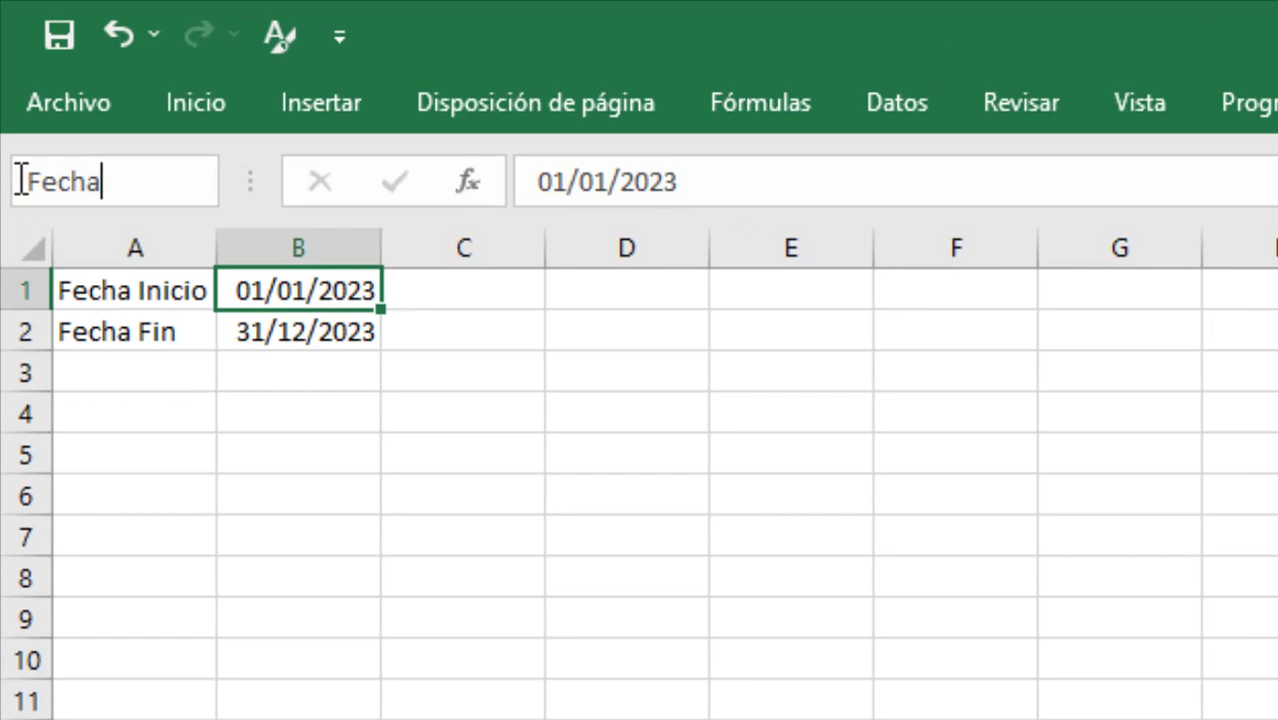 Archivo Inicio Insertar Disposición de página Fórmulas Datos Revisar Vista Progr
Fecha fx 01/01/2023
A B C D E F G
1 Fecha Inicio 01/01/2023
2 Fecha Fin 31/12/2023
3
4
5
6
7
8
9
10
11